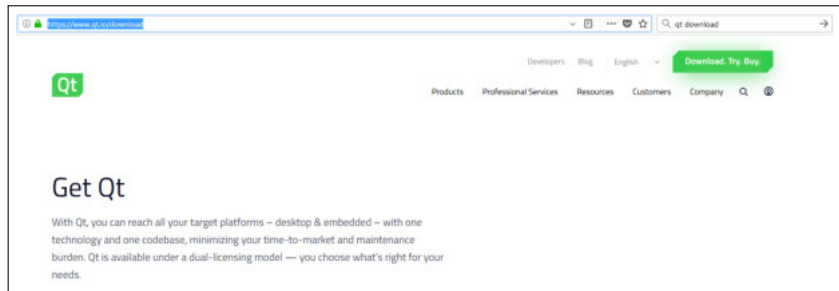 https://www.qt.io/download
qt download
Developers Blog English Download. Try. Buy.
Qt
Products Professional Services Resources Customers Company
Get Qt
With Qt, you can reach all your target platforms – desktop & embedded – with one
technology and one codebase, minimizing your time-to-market and maintenance
burden. Qt is available under a dual-licensing model — you choose what's right for your
needs.